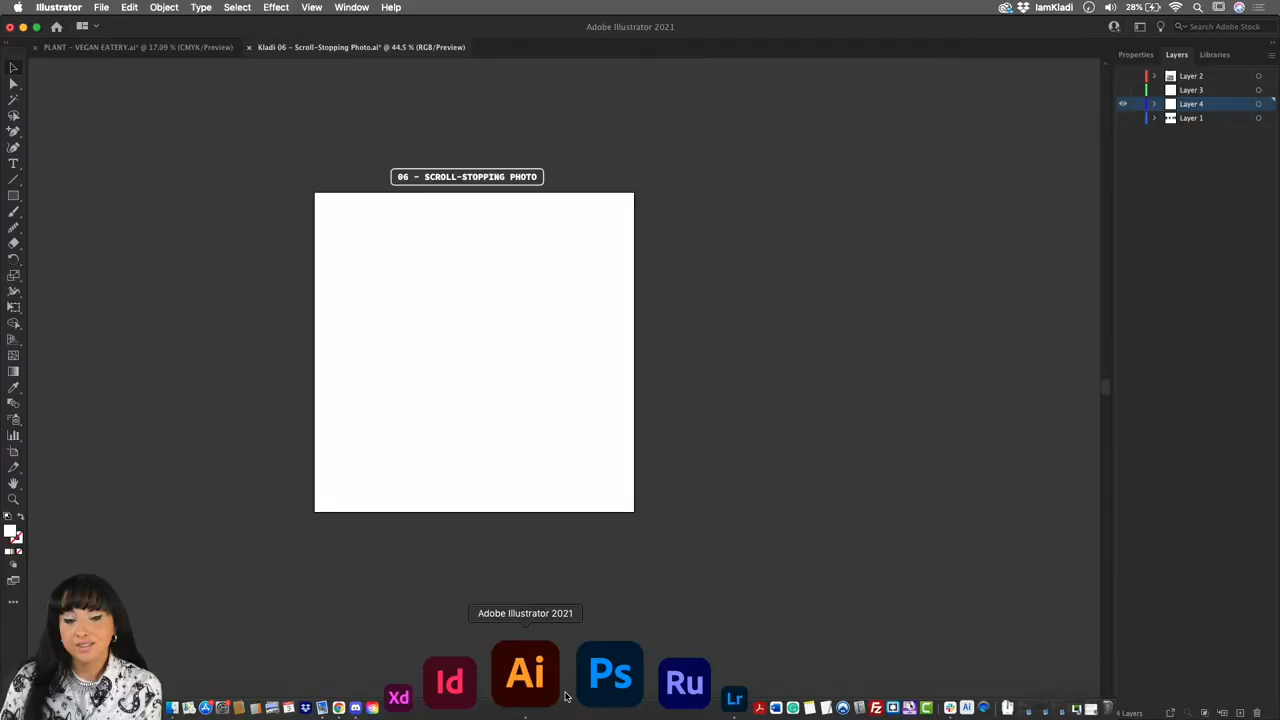 Illustrator File Edit Object Type Select Effect View Window Help
IamKladi 28%
Adobe Illustrator 2021
Search Adobe Stock
PLANT - VEGAN EATERY.ai* @ 17.09 % (CMYK/Preview)
Kladi 06 - Scroll-Stopping Photo.ai* @ 44.5 % (RGB/Preview)
Properties Layers Libraries
Layer 2
Layer 3
Layer 4
Layer 1
06 - SCROLL-STOPPING PHOTO
Adobe Illustrator 2021
Xd Id Ai Ps Ru Lr
4 Layers